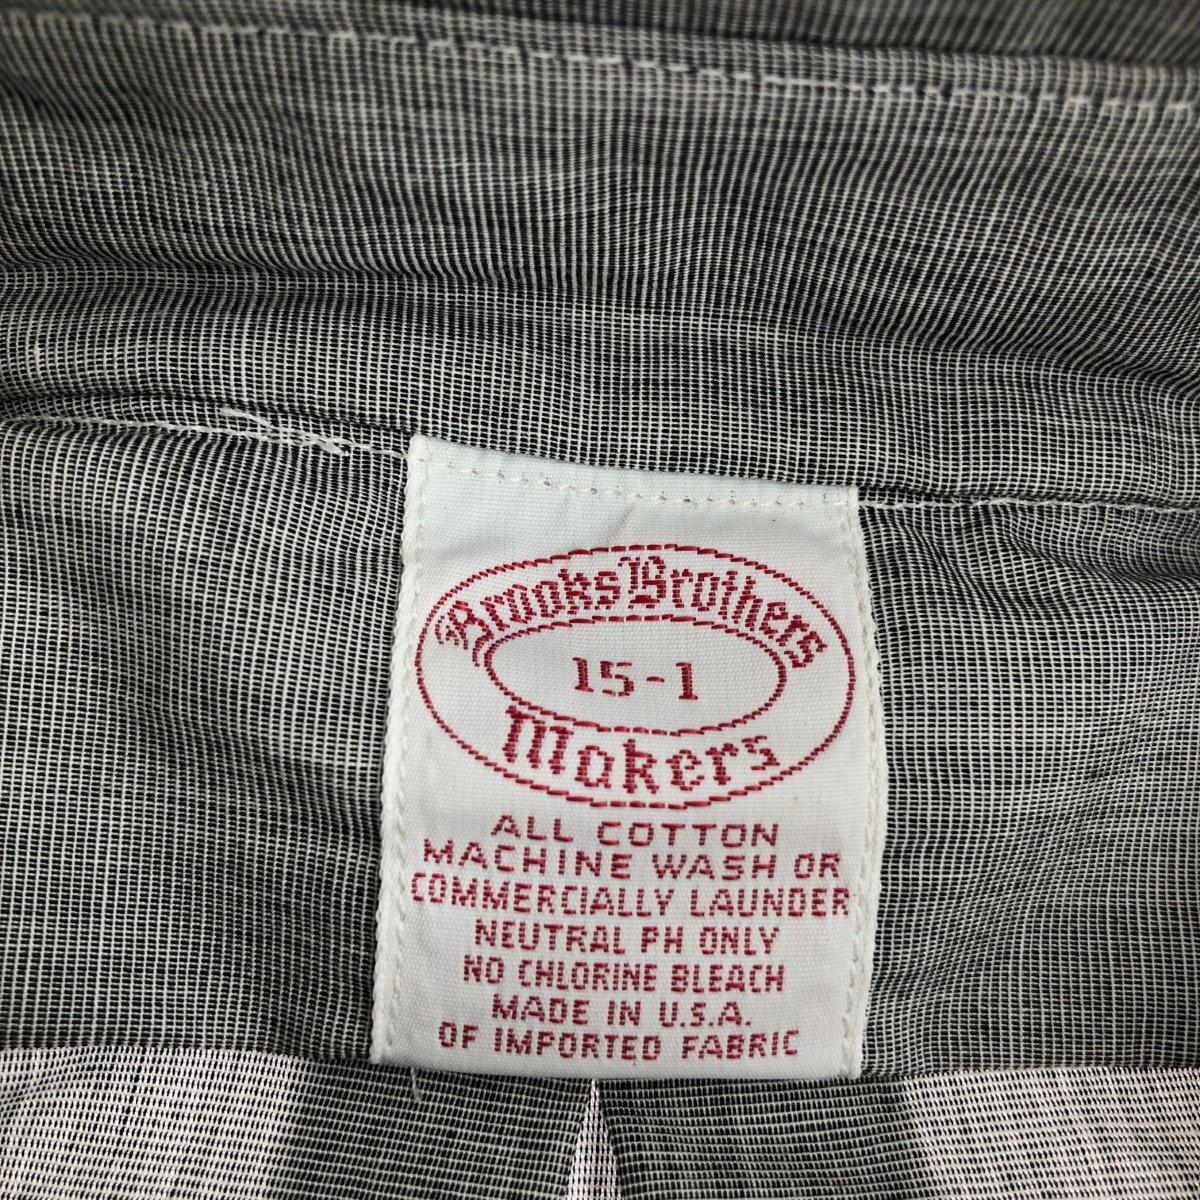 Brooks Brothers
15-1
Makers
ALL COTTON
MACHINE WASH OR
COMMERCIALLY LAUNDER
NEUTRAL PH ONLY
NO CHLORINE BLEACH
MADE IN U.S.A.
OF IMPORTED FABRIC